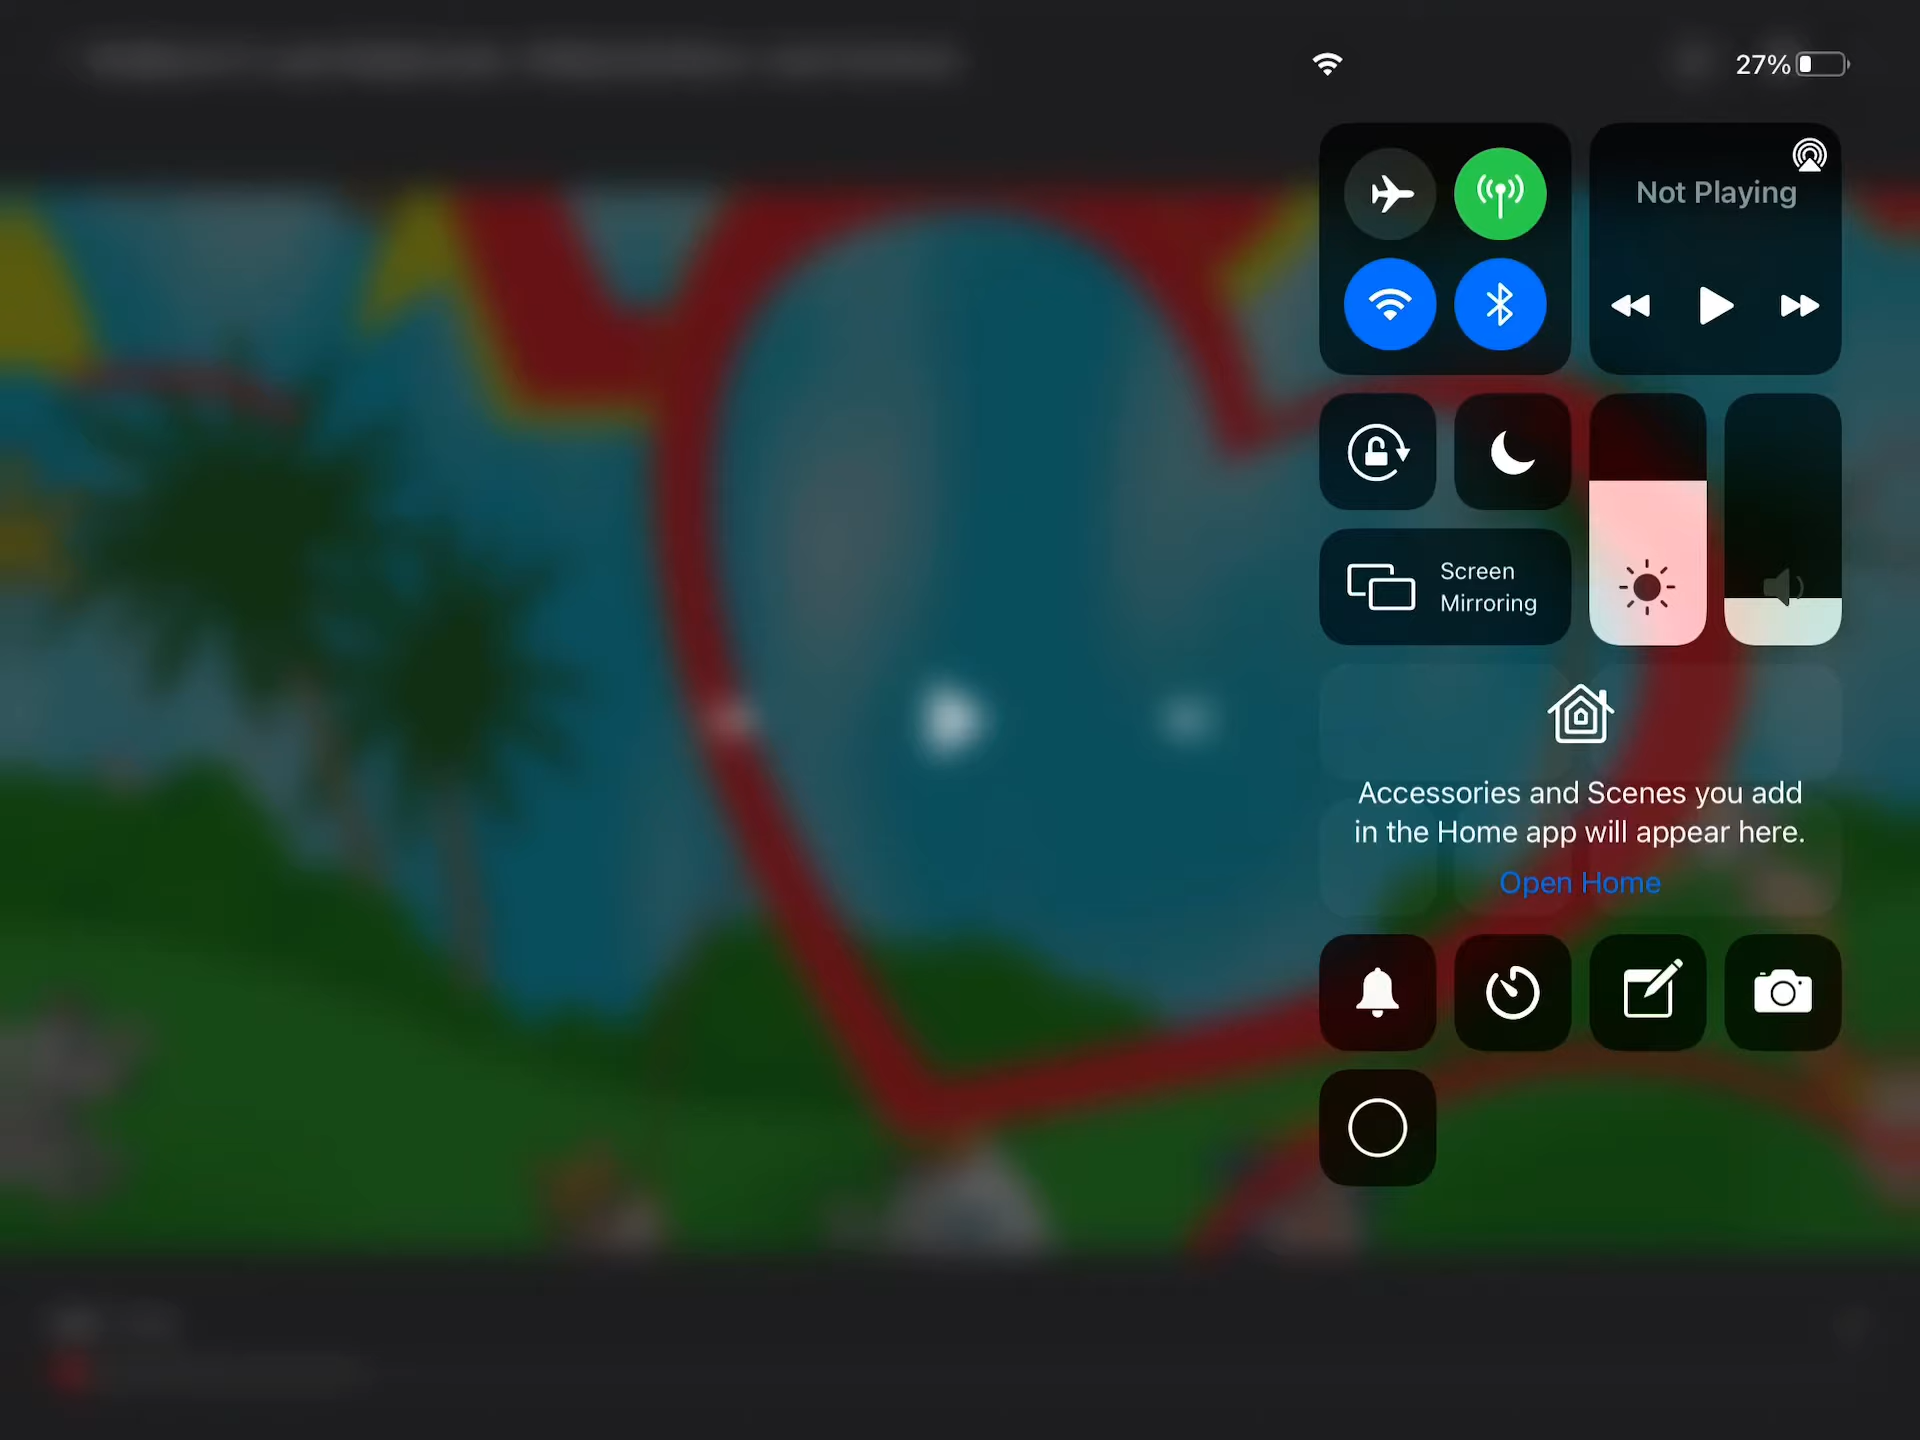 27%
Not Playing
Screen
Mirroring
Accessories and Scenes you add
in the Home app will appear here.
Open Home